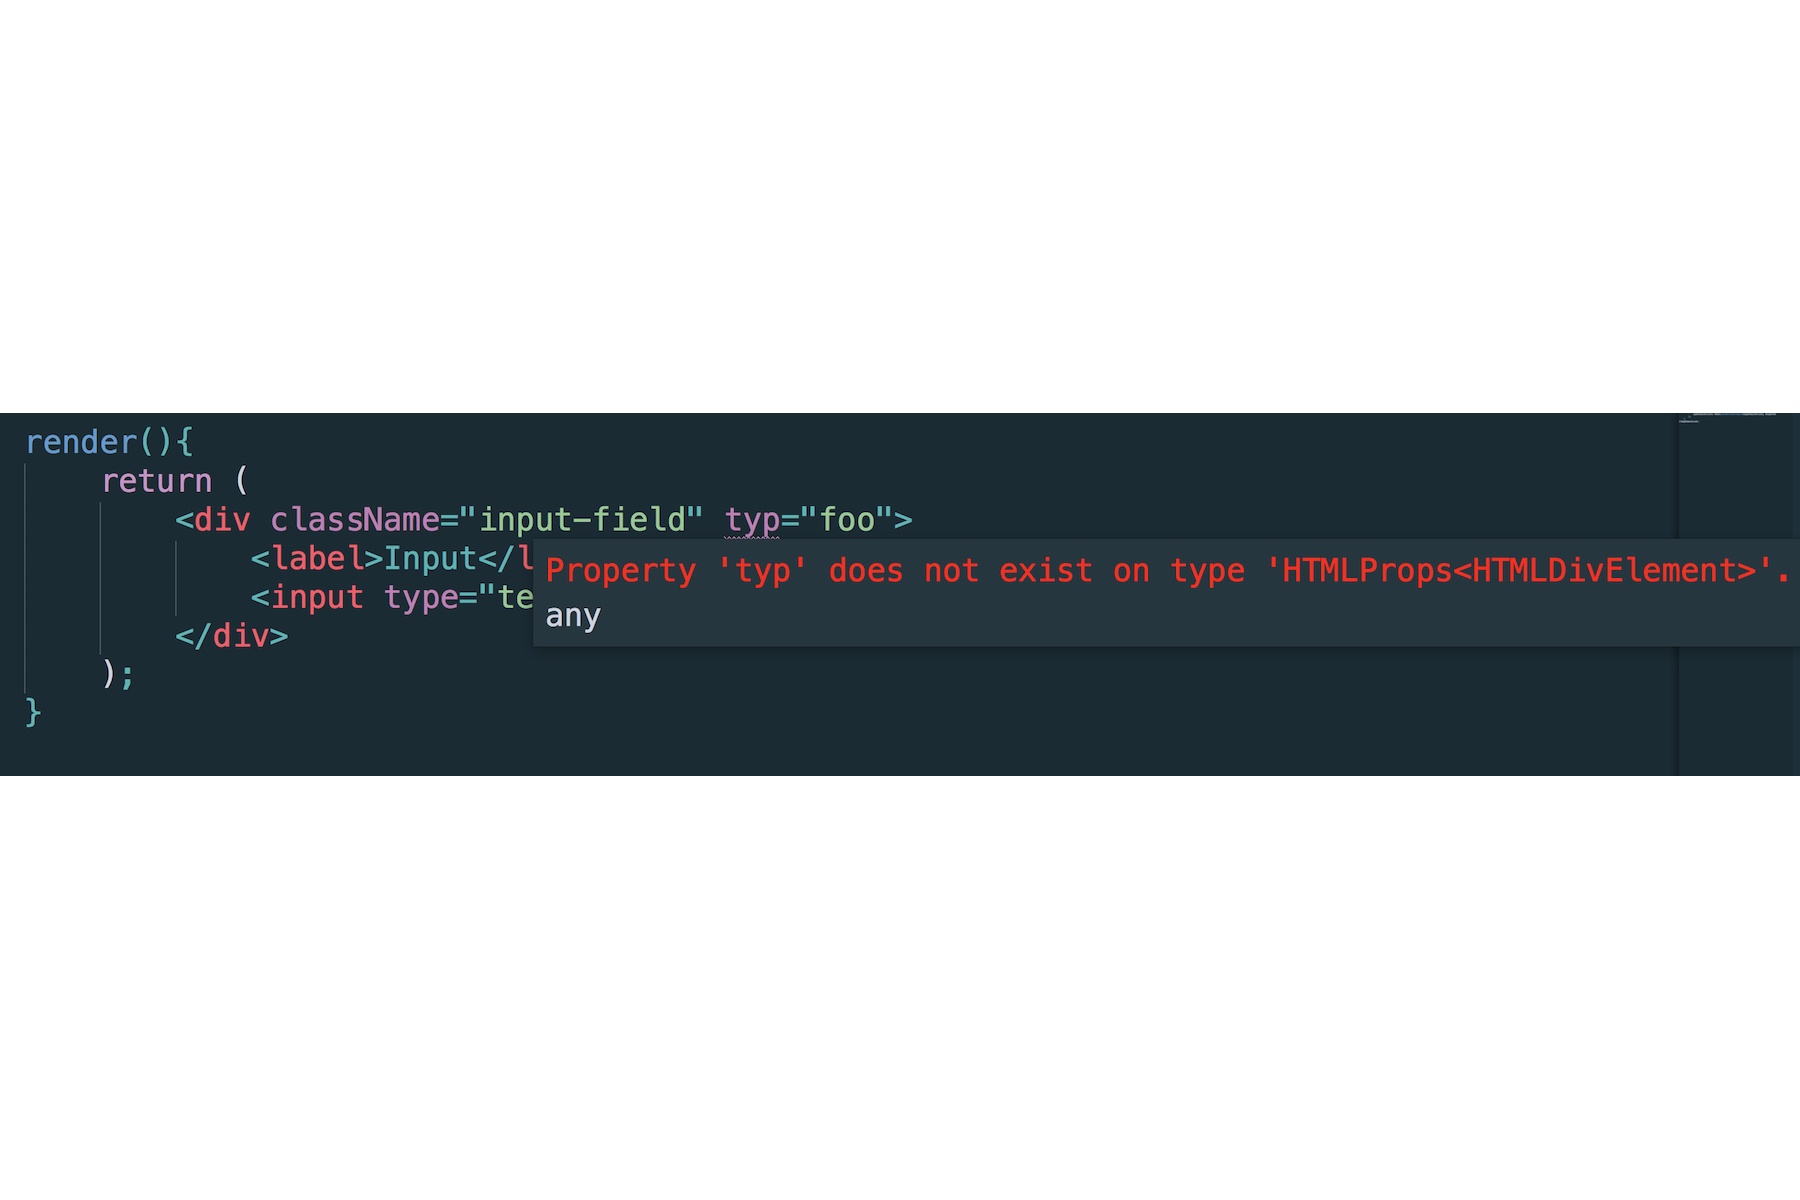 render(){
return (
<div className="input-field" typ="foo">
<label>Input</l
Property 'typ' does not exist on type 'HTMLProps<HTMLDivElement>'.
<input type="te
any
</div>
);
}